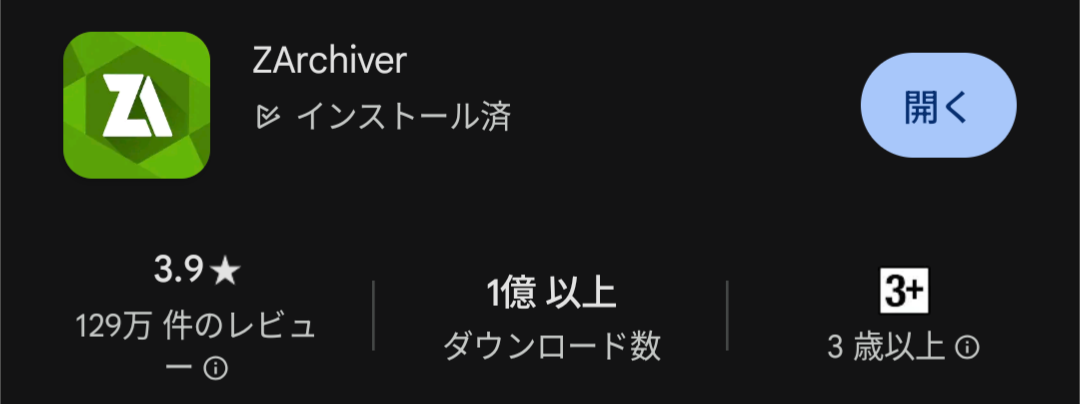 ZA
ZArchiver
インストール済
開く
3.9★
129万 件のレビュ
ー
1億 以上
ダウンロード数
3+
3 歳以上